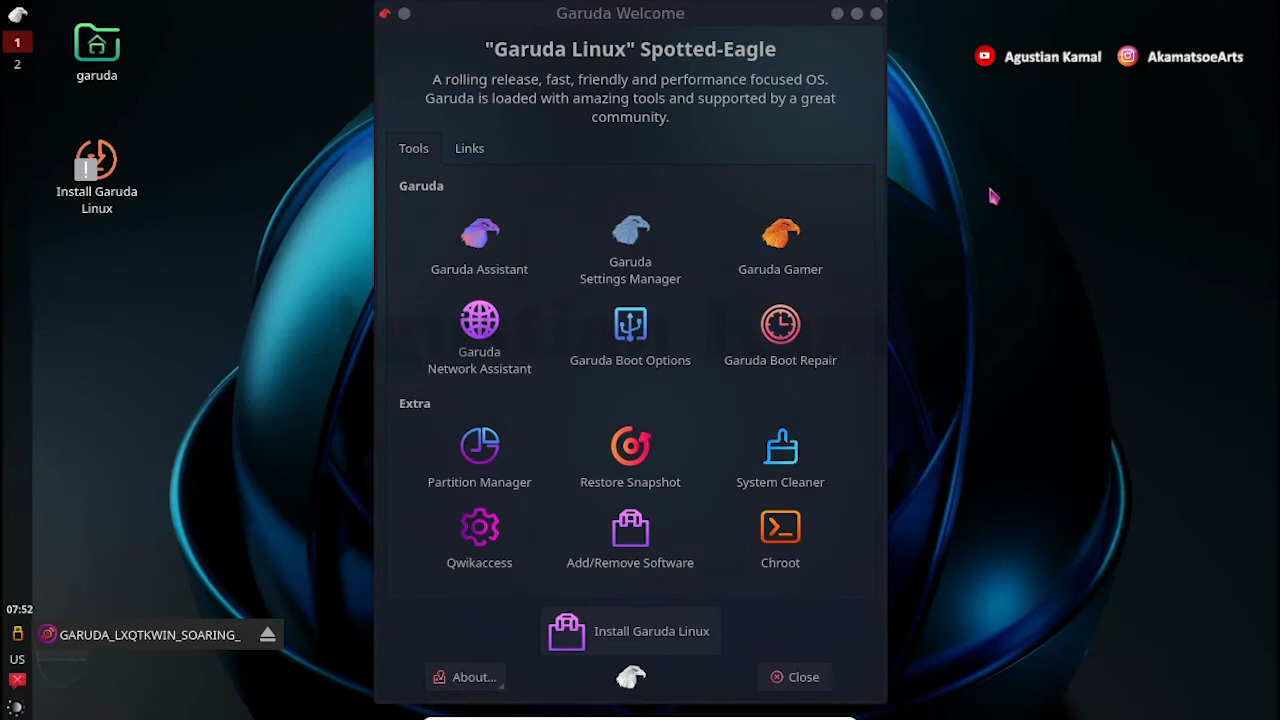 1
2
garuda
Install Garuda
Linux
Garuda Welcome
"Garuda Linux" Spotted-Eagle
A rolling release, fast, friendly and performance focused OS.
Garuda is loaded with amazing tools and supported by a great
community.
Tools
Links
Garuda
Garuda Assistant
Garuda
Settings Manager
Garuda Gamer
Garuda
Network Assistant
Garuda Boot Options
Garuda Boot Repair
Extra
Partition Manager
Restore Snapshot
System Cleaner
Qwikaccess
Add/Remove Software
Chroot
Install Garuda Linux
About...
Close
Agustian Kamal
AkamatsoeArts
07:52
GARUDA_LXQTKWIN_SOARING_
US